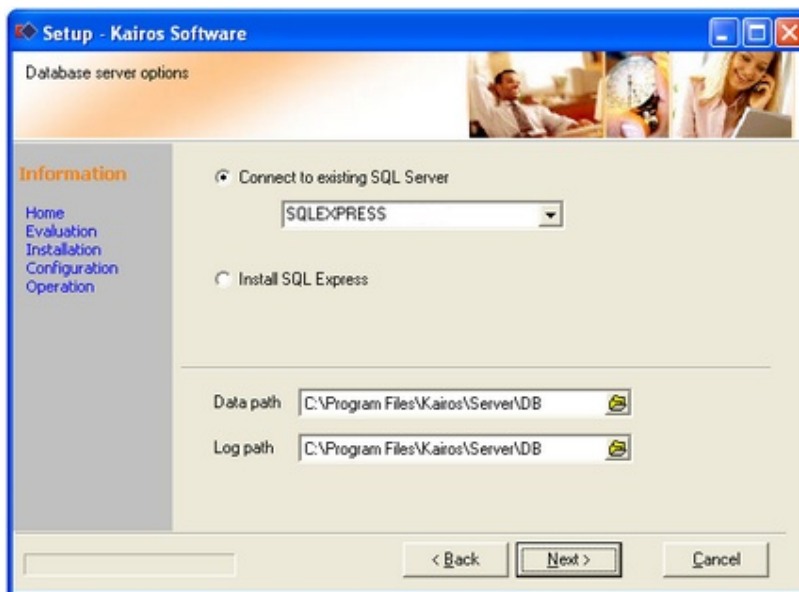 Setup - Kairos Software
Database server options
Information
Home
Evaluation
Installation
Configuration
Operation
Connect to existing SQL Server
SQLEXPRESS
Install SQL Express
Data path C:\Program Files\Kairos\Server\DB
Log path C:\Program Files\Kairos\Server\DB
< Back Next > Cancel